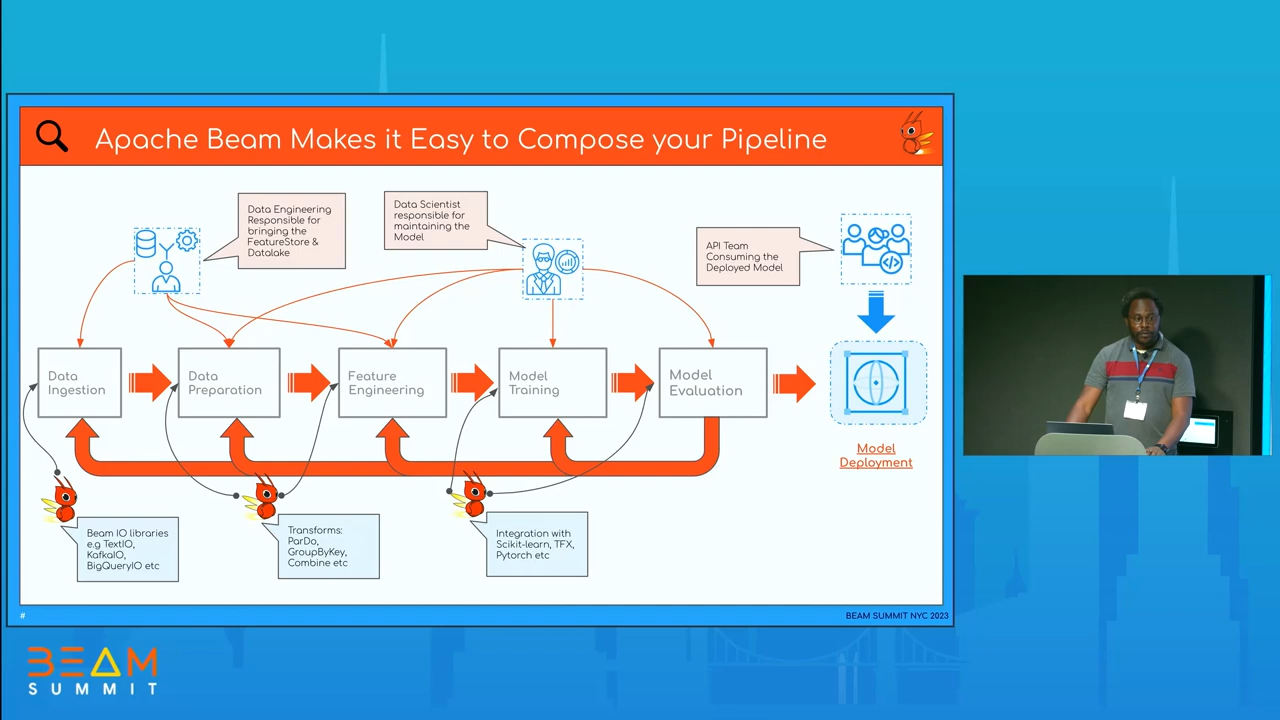 Apache Beam Makes it Easy to Compose your Pipeline
Data Engineering
Responsible for
bringing the
FeatureStore &
Datalake
Data Scientist
responsible for
maintaining the
Model
API Team
Consuming the
Deployed Model
Data
Ingestion
Data
Preparation
Feature
Engineering
Model
Training
Model
Evaluation
Model
Deployment
Beam IO libraries
e.g TextIO,
KafkaIO,
BigQueryIO etc
Transforms:
ParDo,
GroupByKey,
Combine etc
Integration with
Scikit-learn, TFX,
Pytorch etc
#
BEAM SUMMIT NYC 2023
BEAM
SUMMIT